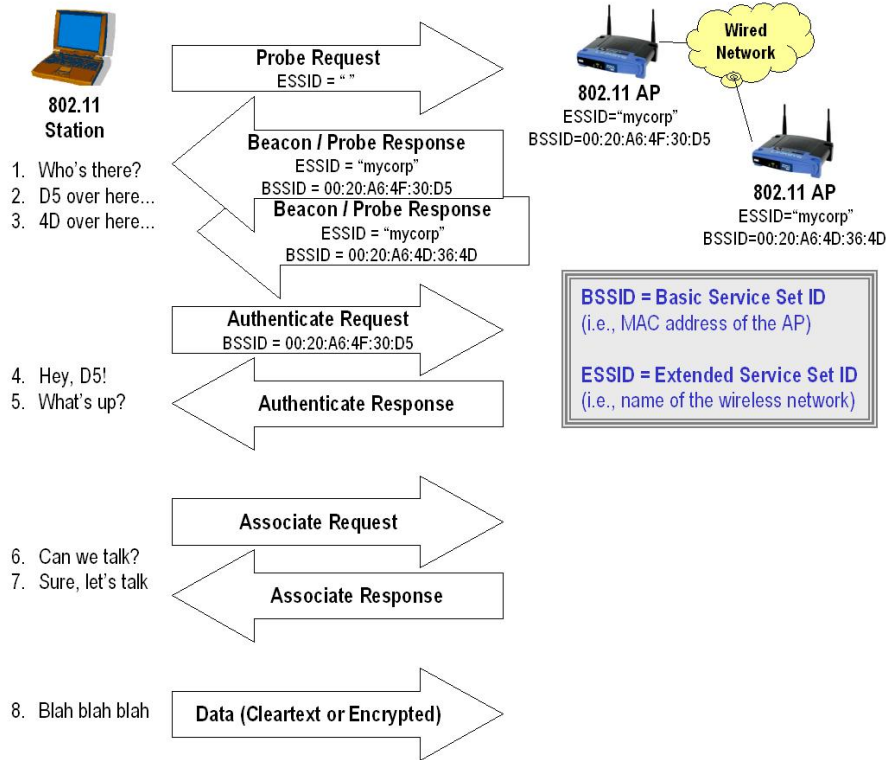 Wired
Network
Probe Request
ESSID = “ ”
802.11
Station
802.11 AP
ESSID=“mycorp”
BSSID=00:20:A6:4F:30:D5
802.11 AP
ESSID=“mycorp”
BSSID=00:20:A6:4D:36:4D
1. Who's there?
2. D5 over here...
3. 4D over here...
Beacon / Probe Response
ESSID = “mycorp”
BSSID = 00:20:A6:4F:30:D5
Beacon / Probe Response
ESSID = “mycorp”
BSSID = 00:20:A6:4D:36:4D
BSSID = Basic Service Set ID
(i.e., MAC address of the AP)
ESSID = Extended Service Set ID
(i.e., name of the wireless network)
Authenticate Request
BSSID = 00:20:A6:4F:30:D5
4. Hey, D5!
5. What's up?
Authenticate Response
Associate Request
6. Can we talk?
7. Sure, let's talk
Associate Response
8. Blah blah blah
Data (Cleartext or Encrypted)